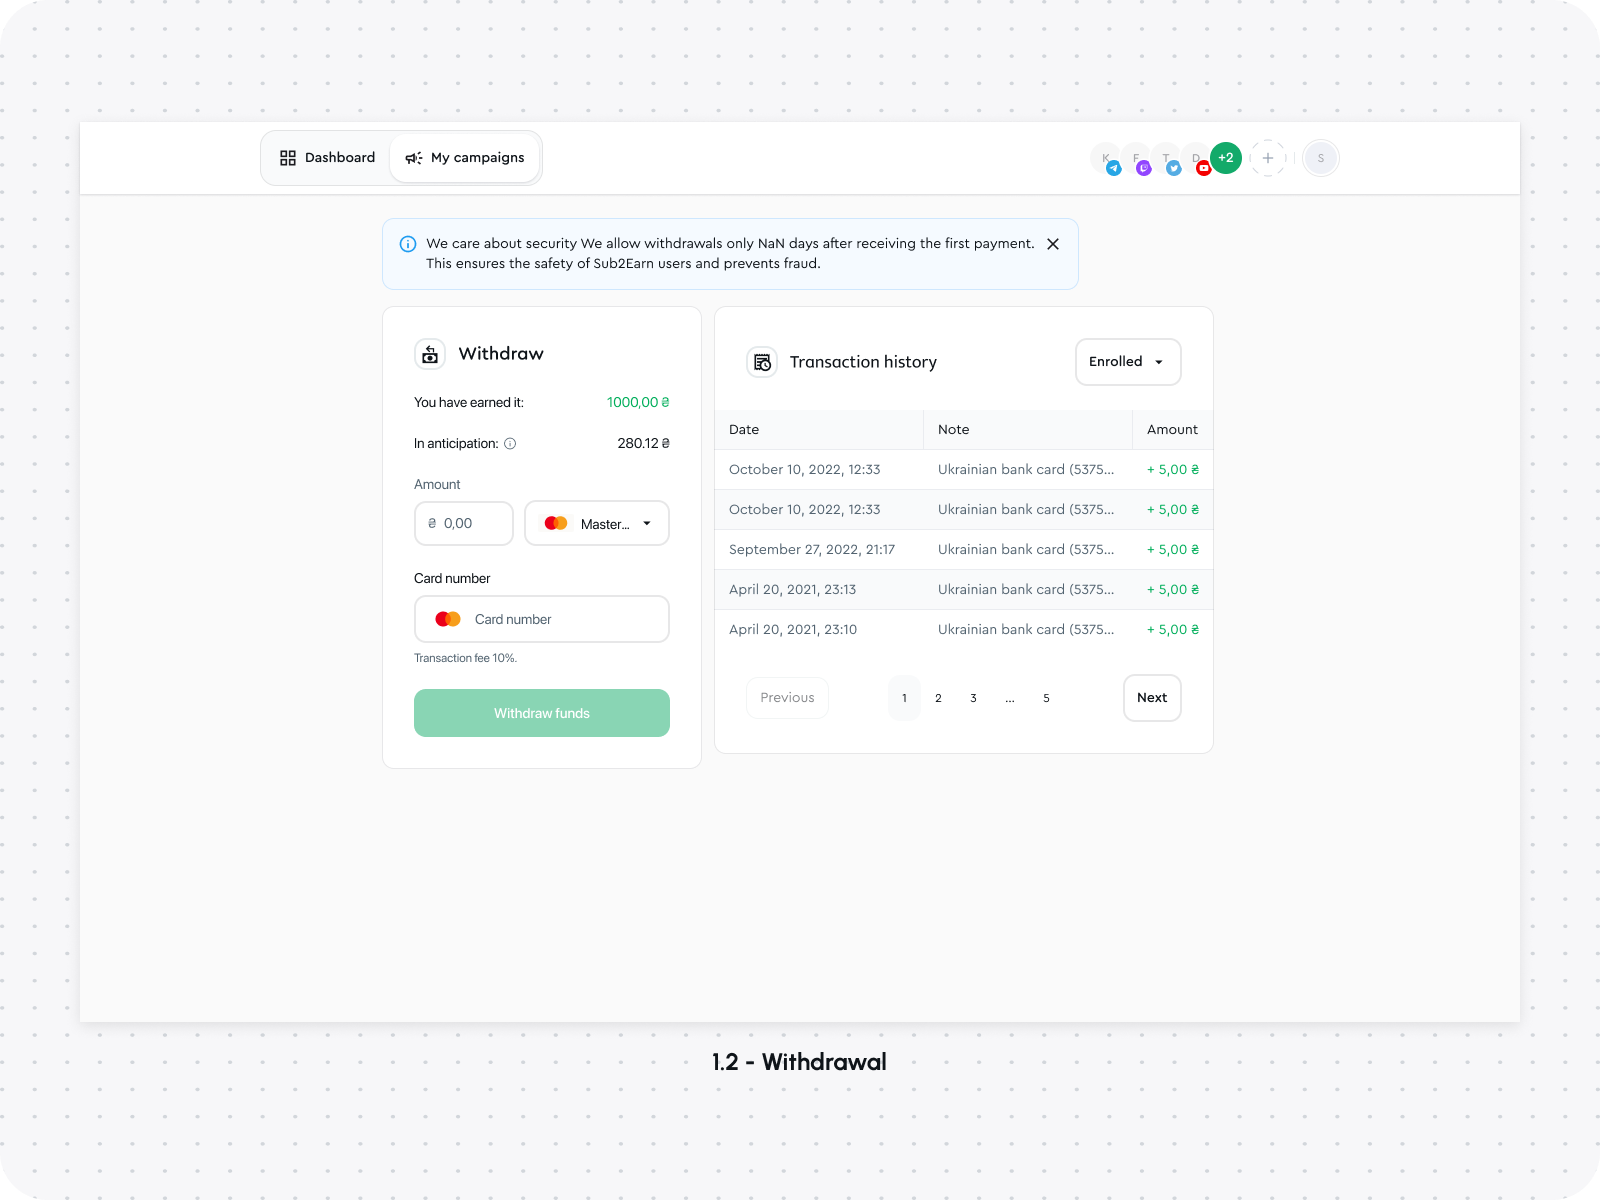 Dashboard
My campaigns
K
F
T
D
+2
S
We care about security We allow withdrawals only NaN days after receiving the first payment.
This ensures the safety of Sub2Earn users and prevents fraud.
Withdraw
You have earned it: 1000,00 ₴
In anticipation: 280.12 ₴
Amount
₴ 0,00
Master...
Card number
Card number
Transaction fee 10%.
Withdraw funds
Transaction history
Enrolled
Date Note Amount
October 10, 2022, 12:33 Ukrainian bank card (5375... + 5,00 ₴
October 10, 2022, 12:33 Ukrainian bank card (5375... + 5,00 ₴
September 27, 2022, 21:17 Ukrainian bank card (5375... + 5,00 ₴
April 20, 2021, 23:13 Ukrainian bank card (5375... + 5,00 ₴
April 20, 2021, 23:10 Ukrainian bank card (5375... + 5,00 ₴
Previous 1 2 3 ... 5 Next
1.2 - Withdrawal